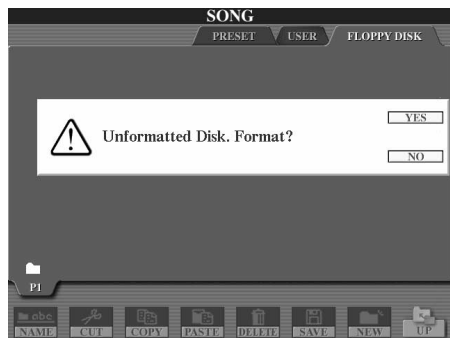 SONG
PRESET USER FLOPPY DISK
Unformatted Disk. Format?
YES
NO
P1
abc
NAME CUT COPY PASTE DELETE SAVE NEW UP